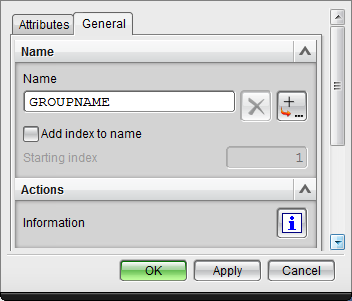 Attributes General
Name
Name
GROUPNAME
Add index to name
Starting index 1
Actions
Information
OK Apply Cancel